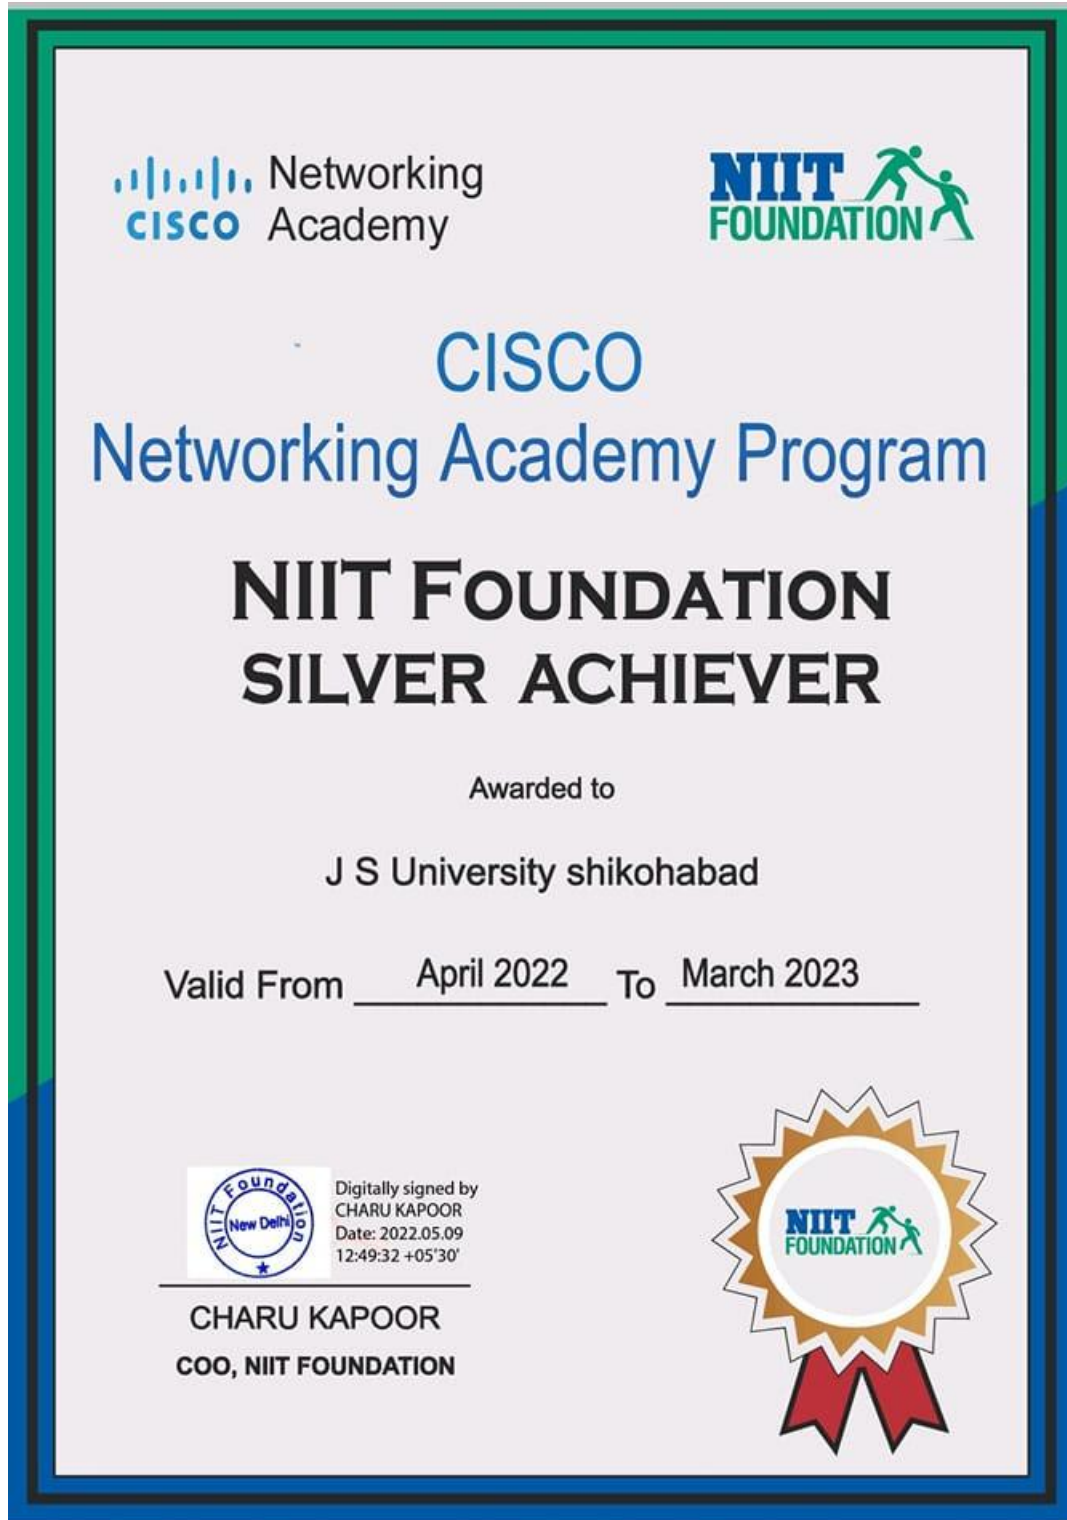 CISCO
Networking
Academy
NIIT
FOUNDATION
CISCO
Networking Academy Program
NIIT FOUNDATION
SILVER ACHIEVER
Awarded to
J S University shikohabad
Valid From April 2022 To March 2023
NIIT Foundation
New Delhi
Digitally signed by
CHARU KAPOOR
Date: 2022.05.09
12:49:32 +05'30'
CHARU KAPOOR
COO, NIIT FOUNDATION
NIIT
FOUNDATION